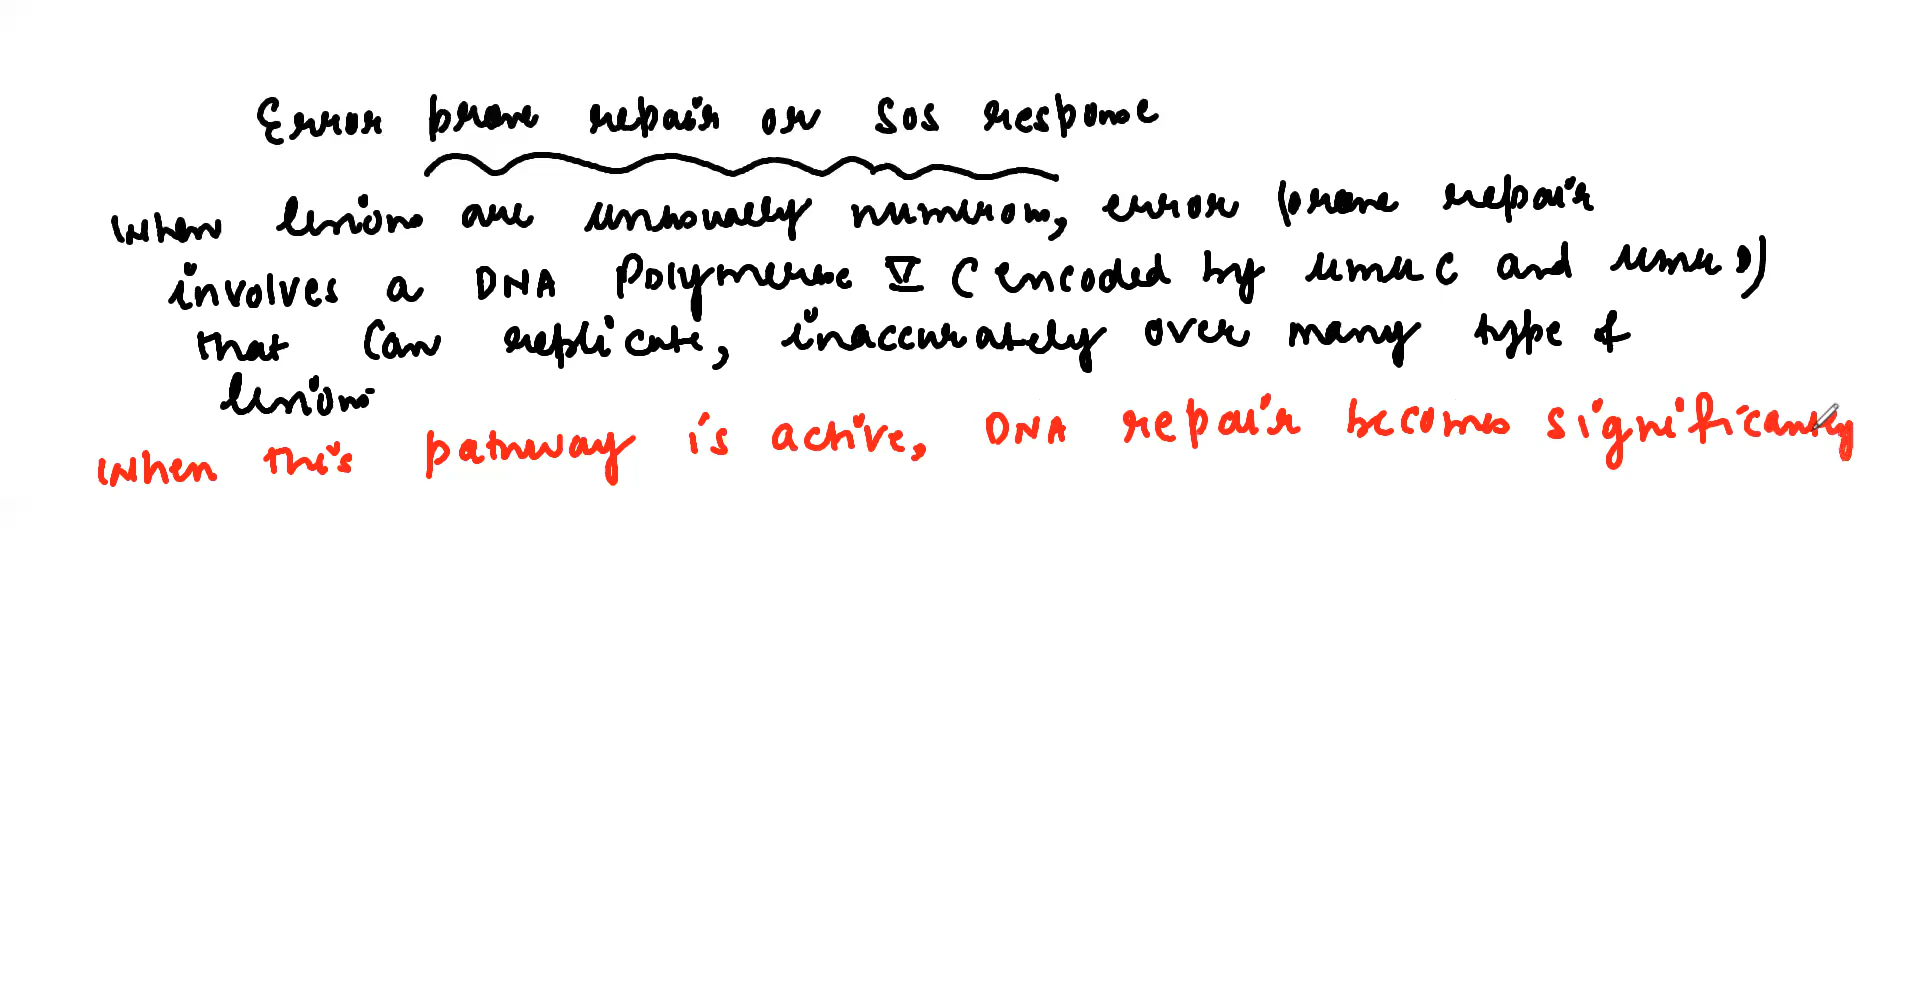 Error prone repair or SOS response
When lesions are unusually numerous, error prone repair
involves a DNA Polymerase V (encoded by umu C and umu D)
that can replicate, inaccurately over many type of
lesions
When this pathway is active, DNA repair becomes significantly